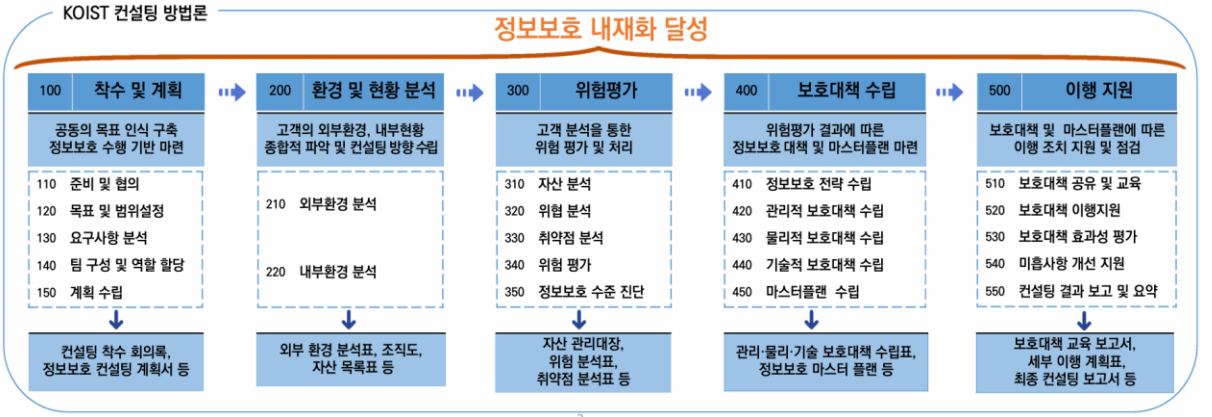 KOIST 컨설팅 방법론
정보보호 내재화 달성
100 착수 및 계획
공동의 목표 인식 구축
정보보호 수행 기반 마련
110 준비 및 협의
120 목표 및 범위설정
130 요구사항 분석
140 팀 구성 및 역할 할당
150 계획 수립
컨설팅 착수 회의록,
정보보호 컨설팅 계획서 등
200 환경 및 현황 분석
고객의 외부환경, 내부현황
종합적 파악 및 컨설팅 방향 수립
210 외부환경 분석
220 내부환경 분석
외부 환경 분석표, 조직도,
자산 목록표 등
300 위험평가
고객 분석을 통한
위험 평가 및 처리
310 자산 분석
320 위협 분석
330 취약점 분석
340 위험 평가
350 정보보호 수준 진단
자산 관리대장,
위험 분석표,
취약점 분석표 등
400 보호대책 수립
위험평가 결과에 따른
정보보호 대책 및 마스터플랜 마련
410 정보보호 전략 수립
420 관리적 보호대책 수립
430 물리적 보호대책 수립
440 기술적 보호대책 수립
450 마스터플랜 수립
관리·물리·기술 보호대책 수립표,
정보보호 마스터 플랜 등
500 이행 지원
보호대책 및 마스터플랜에 따른
이행 조치 지원 및 점검
510 보호대책 공유 및 교육
520 보호대책 이행지원
530 보호대책 효과성 평가
540 미흡사항 개선 지원
550 컨설팅 결과 보고 및 요약
보호대책 교육 보고서,
세부 이행 계획표,
최종 컨설팅 보고서 등